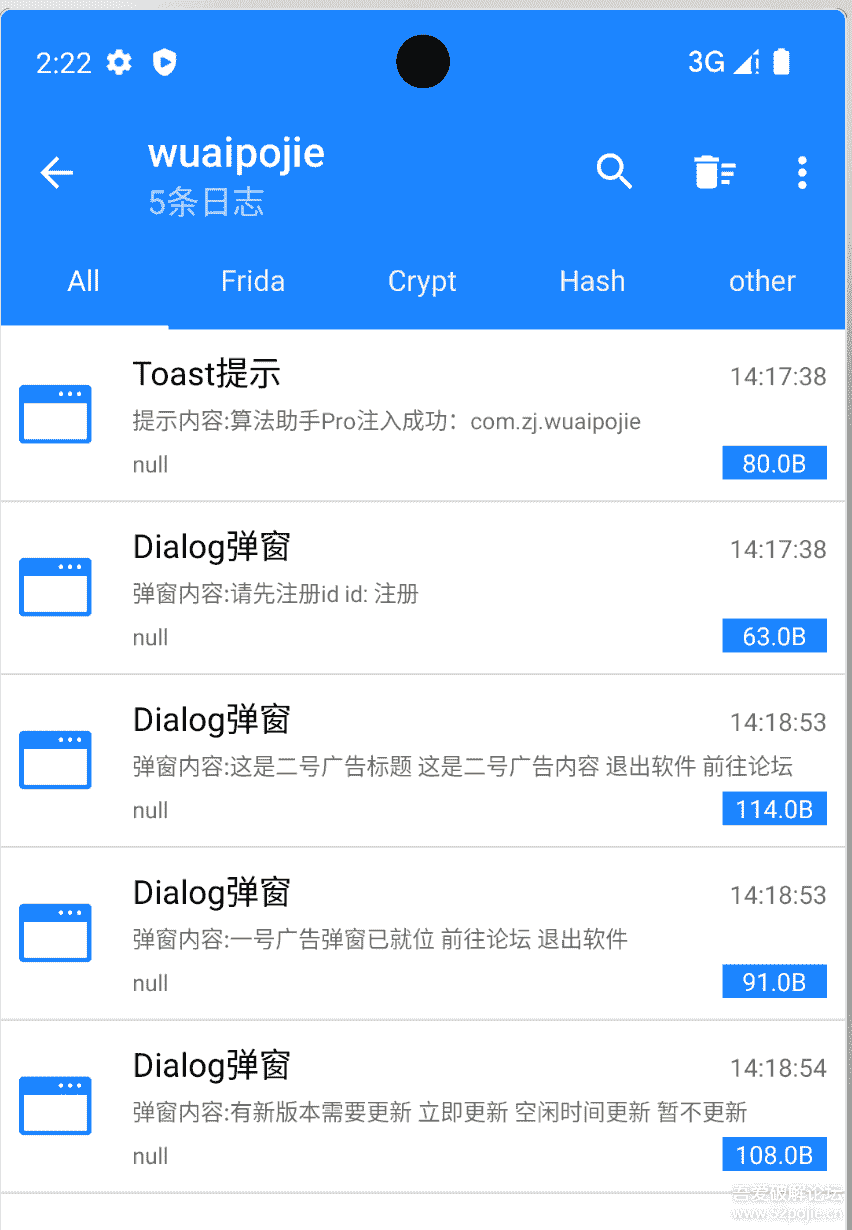 2:22
3G
wuaipojie
5条日志
All Frida Crypt Hash other
Toast提示 14:17:38
提示内容:算法助手Pro注入成功：com.zj.wuaipojie
null 80.0B
Dialog弹窗 14:17:38
弹窗内容:请先注册id id: 注册
null 63.0B
Dialog弹窗 14:18:53
弹窗内容:这是二号广告标题 这是二号广告内容 退出软件 前往论坛
null 114.0B
Dialog弹窗 14:18:53
弹窗内容:一号广告弹窗已就位 前往论坛 退出软件
null 91.0B
Dialog弹窗 14:18:54
弹窗内容:有新版本需要更新 立即更新 空闲时间更新 暂不更新
null 108.0B
吾爱破解论坛
www.52pojie.cn